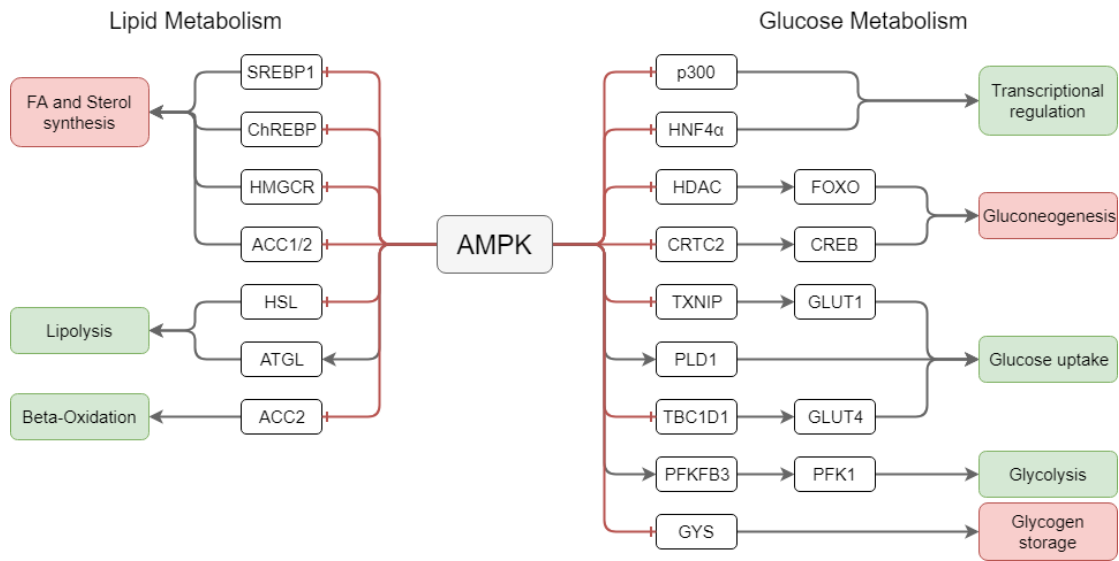 Lipid Metabolism
Glucose Metabolism
SREBP1
ChREBP
HMGCR
ACC1/2
HSL
ATGL
ACC2
FA and Sterol
synthesis
Lipolysis
Beta-Oxidation
AMPK
p300
HNF4α
HDAC
FOXO
CRTC2
CREB
TXNIP
GLUT1
PLD1
TBC1D1
GLUT4
PFKFB3
PFK1
GYS
Transcriptional
regulation
Gluconeogenesis
Glucose uptake
Glycolysis
Glycogen
storage